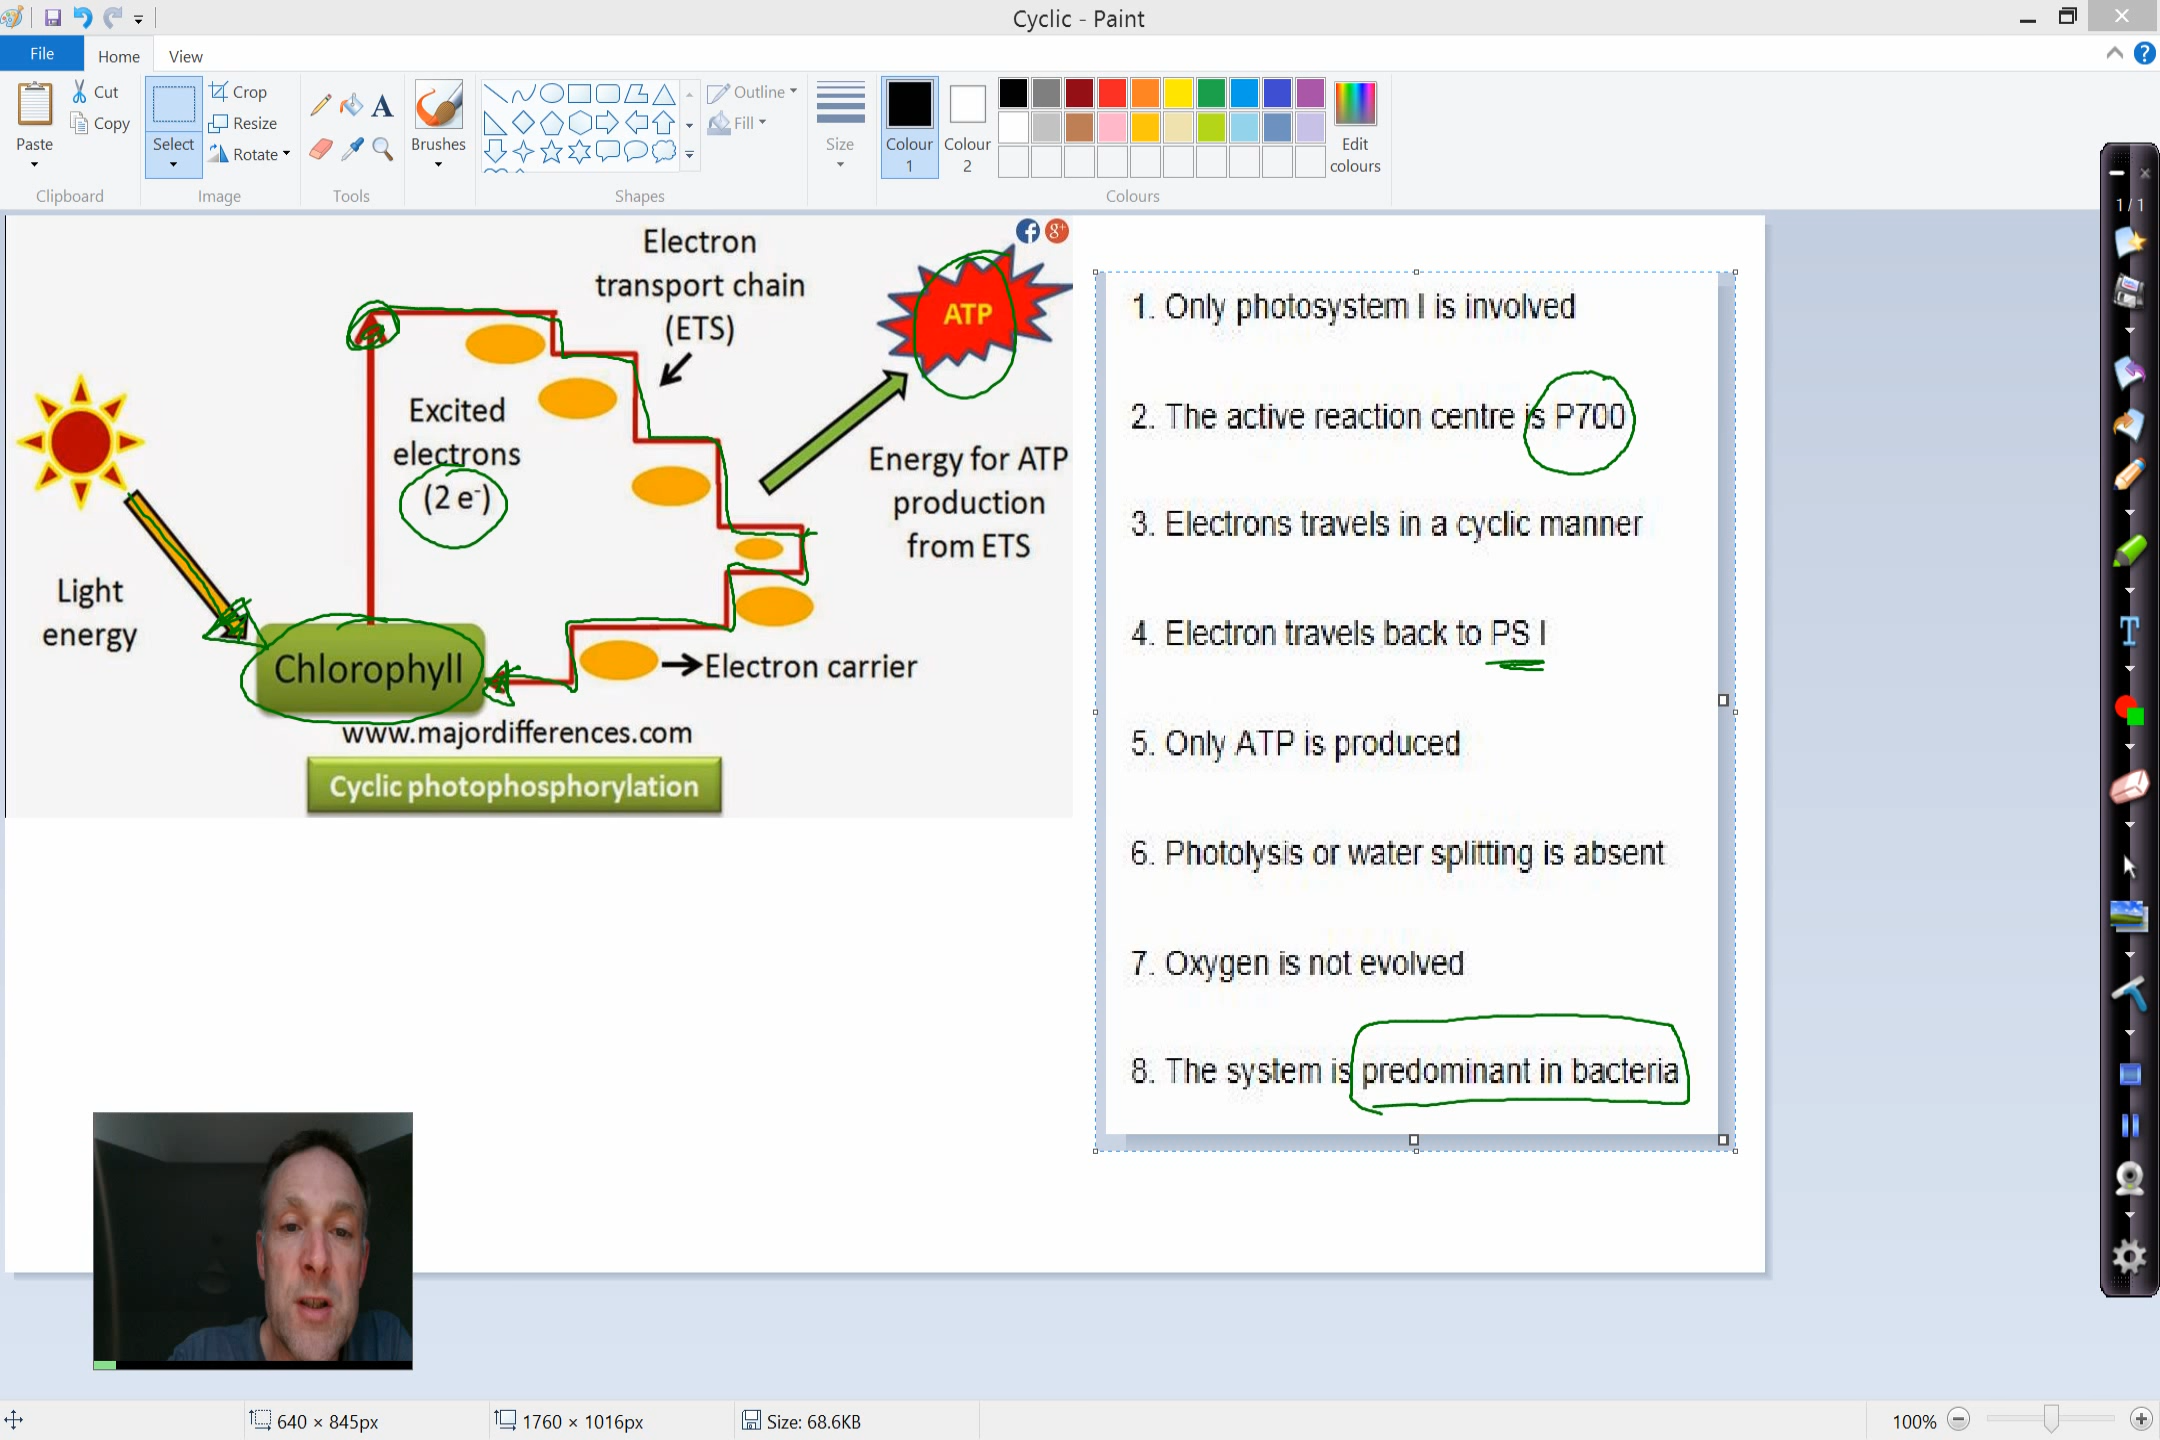 Cyclic - Paint
File
Home
View
Paste
Cut
Copy
Clipboard
Select
Crop
Resize
Rotate
Image
A
Tools
Brushes
Shapes
Outline
Fill
Size
Colour
1
Colour
2
Edit
colours
Colours
1/1
T
Electron
transport chain
(ETS)
f
g+
ATP
Excited
electrons
(2 e-)
Energy for ATP
production
from ETS
Light
energy
Chlorophyll
Electron carrier
www.majordifferences.com
Cyclic photophosphorylation
1. Only photosystem I is involved
2. The active reaction centre is P700
3. Electrons travels in a cyclic manner
4. Electron travels back to PS I
5. Only ATP is produced
6. Photolysis or water splitting is absent
7. Oxygen is not evolved
8. The system is predominant in bacteria
640 × 845px
1760 × 1016px
Size: 68.6KB
100%